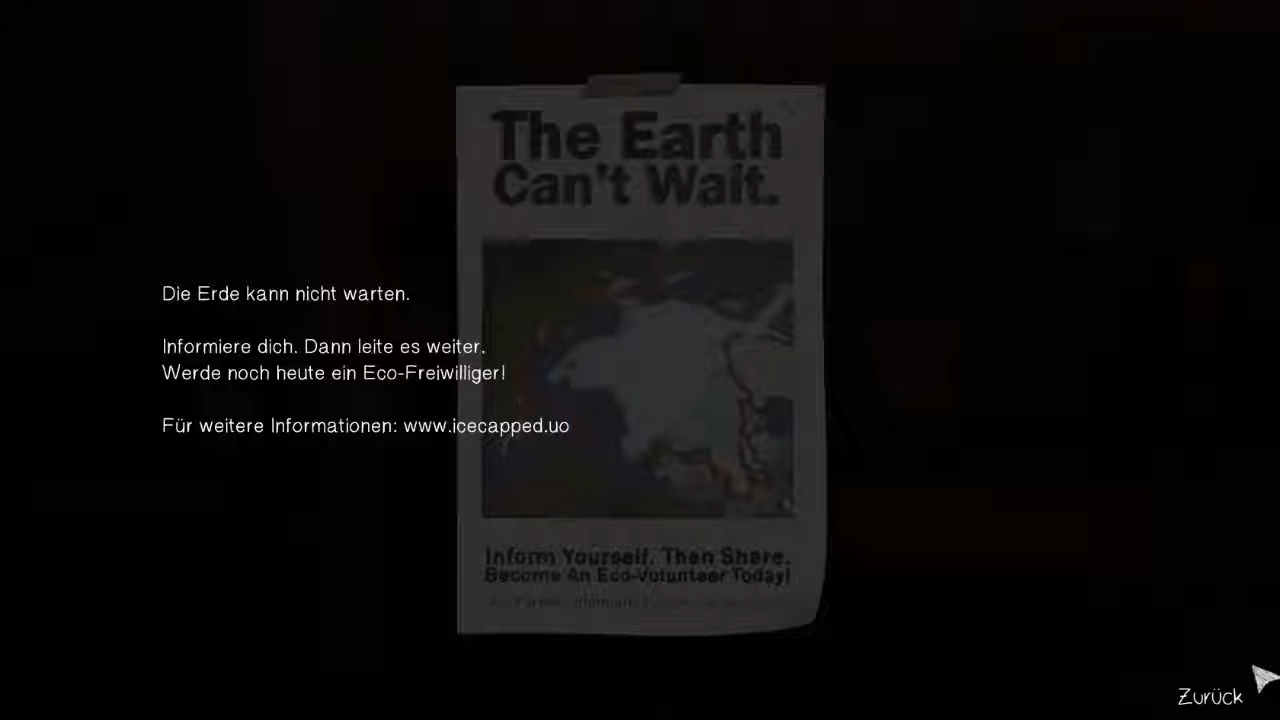 The Earth
Can't Wait.
Die Erde kann nicht warten.
Informiere dich. Dann leite es weiter.
Werde noch heute ein Eco-Freiwilliger!
Für weitere Informationen: www.icecapped.uo
Inform Yourself. Then Share.
Become An Eco-Volunteer Today!
Zurück